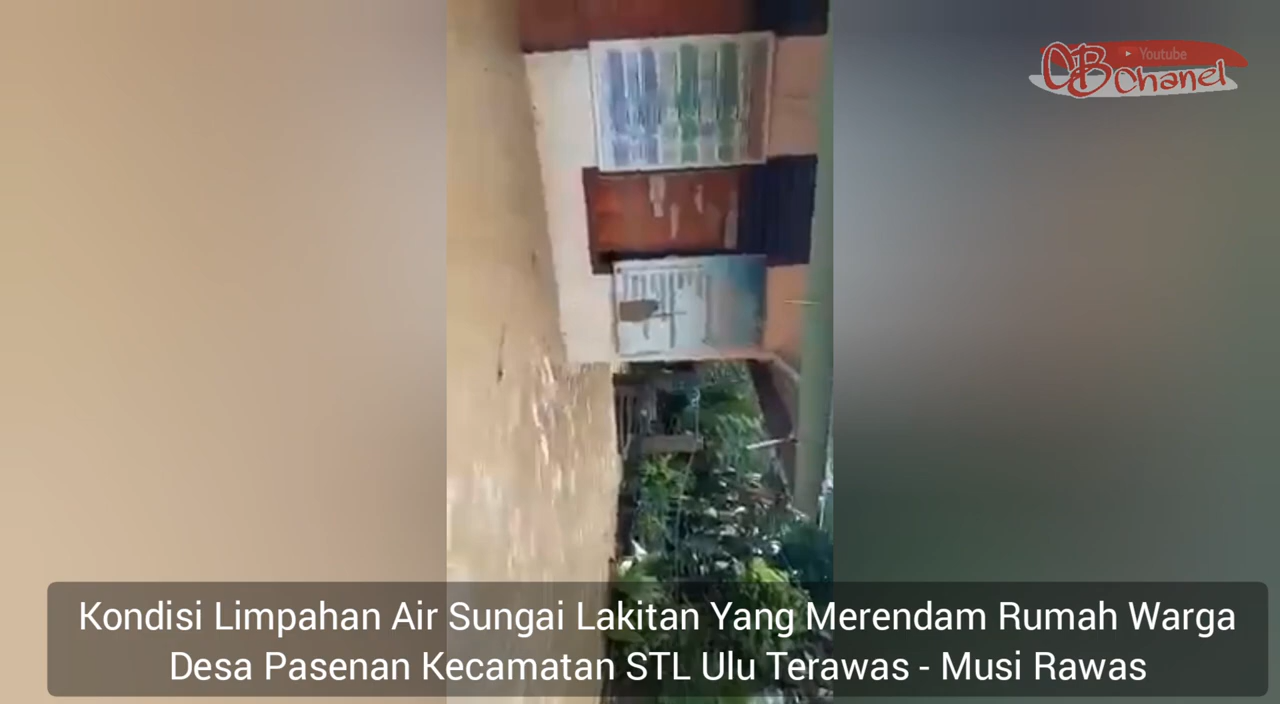 Youtube
CB Chanel
Kondisi Limpahan Air Sungai Lakitan Yang Merendam Rumah Warga
Desa Pasenan Kecamatan STL Ulu Terawas - Musi Rawas